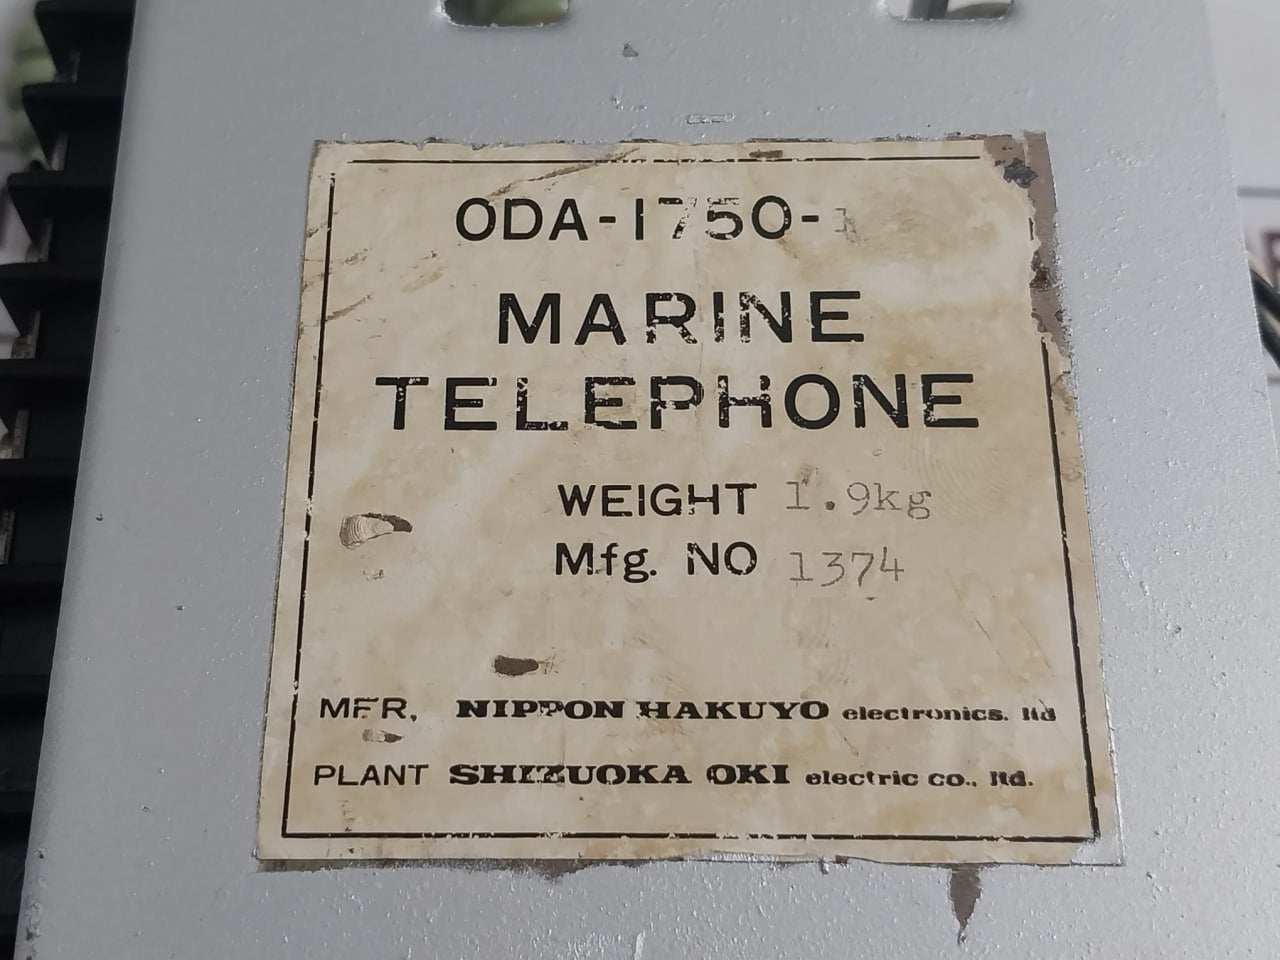 ODA-1750-1
MARINE
TELEPHONE
WEIGHT 1.9kg
Mfg. NO 1374
MFR. NIPPON HAKUYO electronics. ltd
PLANT SHIZUOKA OKI electric co., ltd.